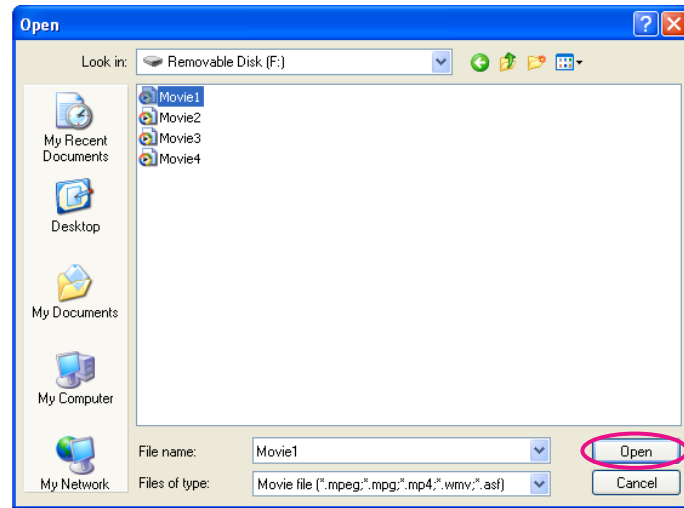 Open
Look in: Removable Disk (F:)
Movie1
Movie2
Movie3
Movie4
My Recent
Documents
Desktop
My Documents
My Computer
My Network
File name: Movie1 Open
Files of type: Movie file (*.mpeg;*.mpg;*.mp4;*.wmv;*.asf) Cancel